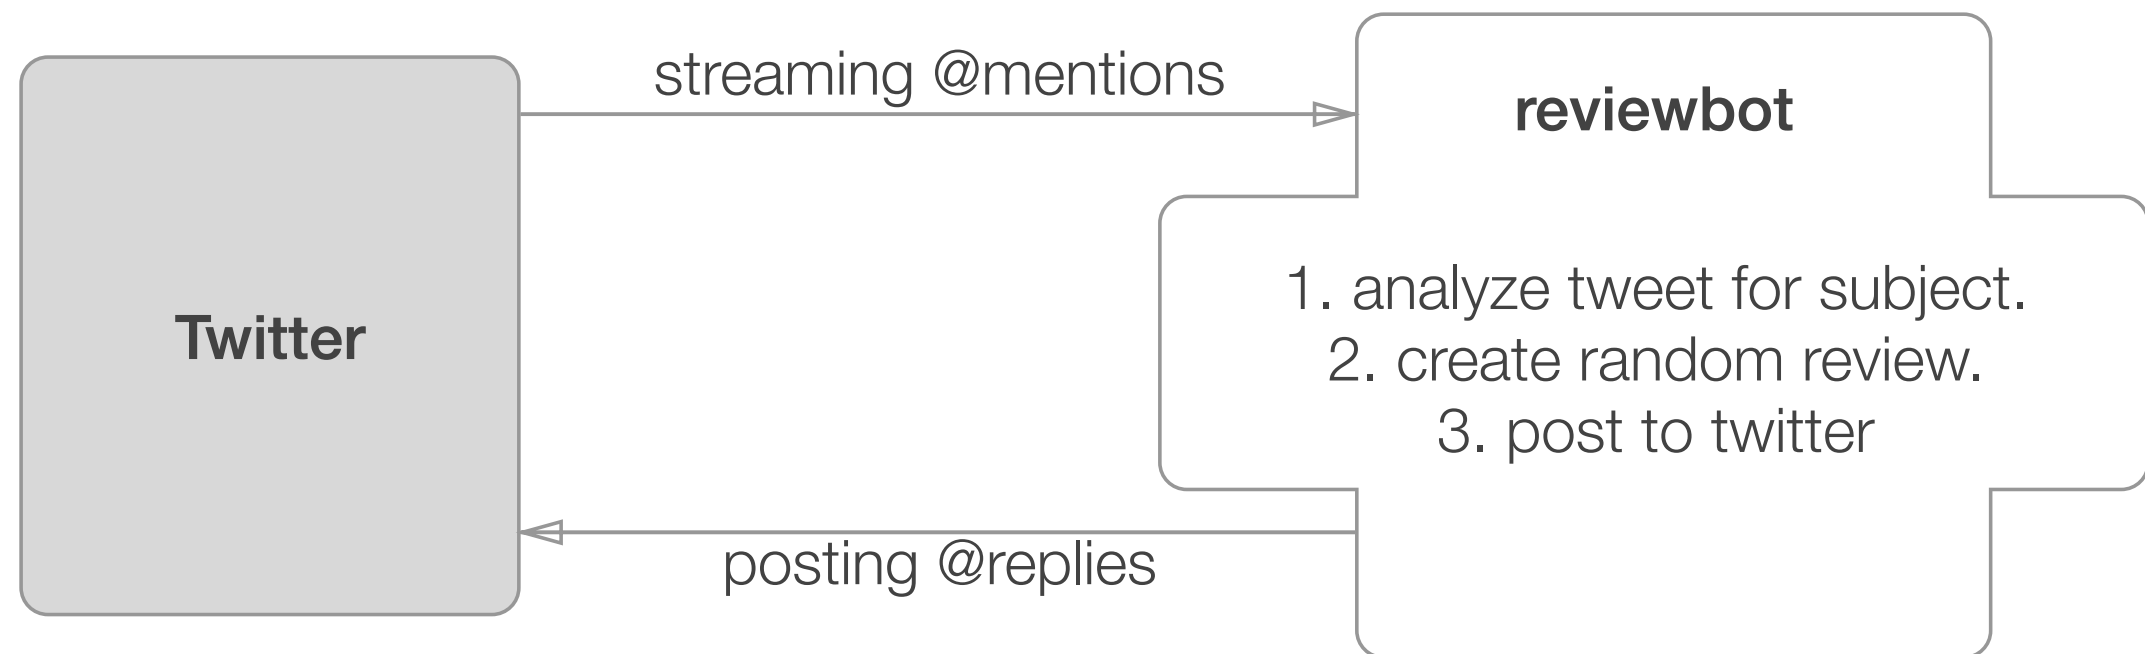 Twitter
streaming @mentions
reviewbot
1. analyze tweet for subject.
2. create random review.
3. post to twitter
posting @replies